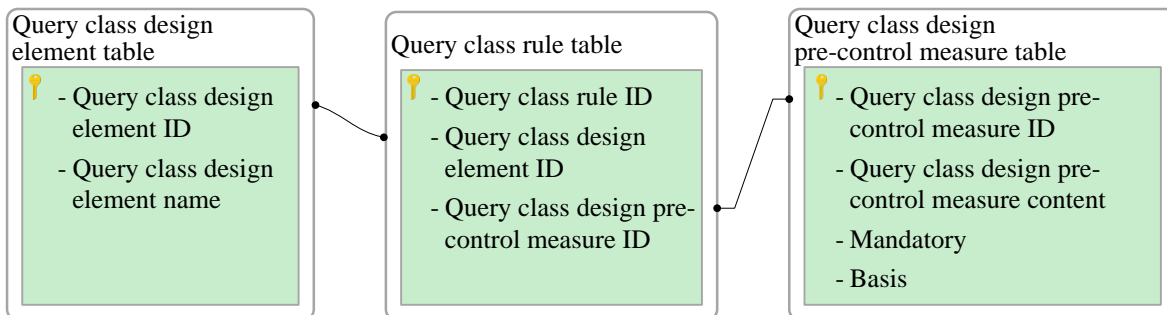 Query class design
element table
- Query class design
element ID
- Query class design
element name
Query class rule table
- Query class rule ID
- Query class design
element ID
- Query class design pre-
control measure ID
Query class design
pre-control measure table
- Query class design pre-
control measure ID
- Query class design pre-
control measure content
- Mandatory
- Basis